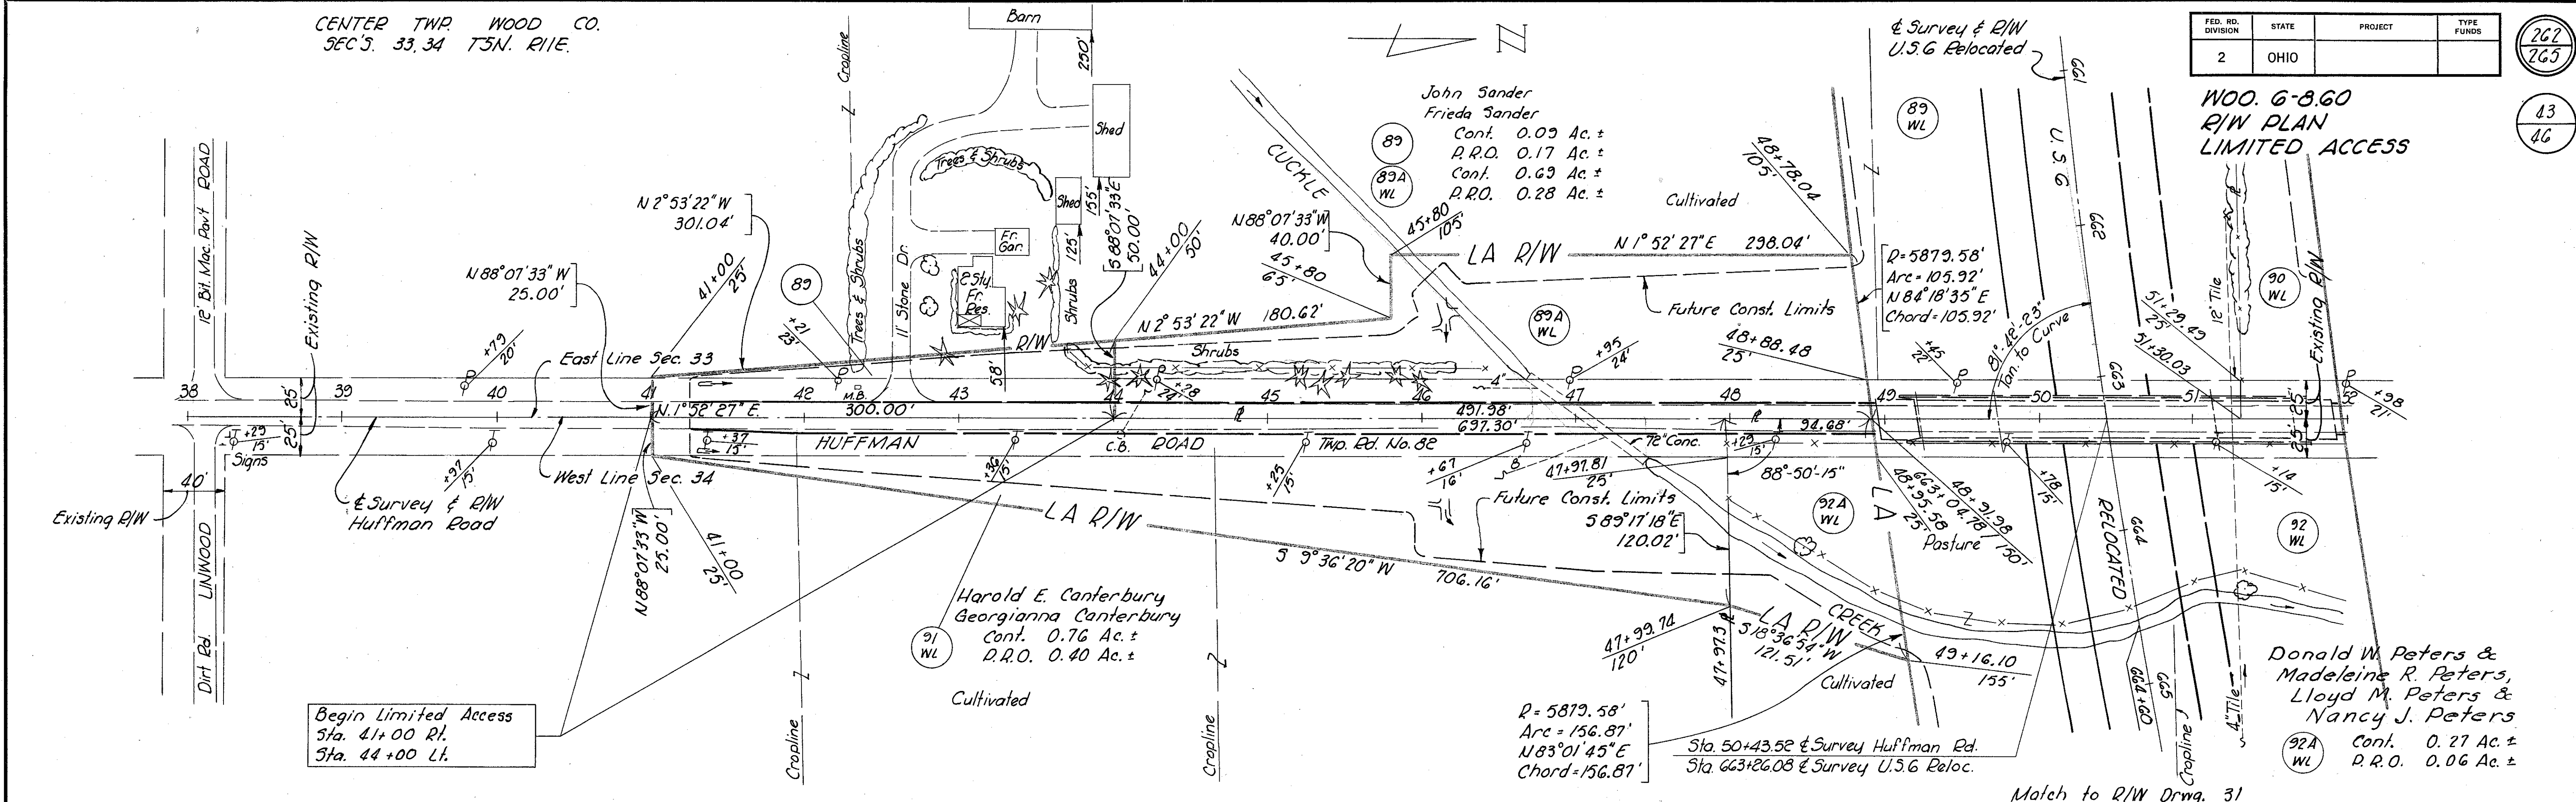 CENTER TWP. WOOD CO.
SEC'S. 33,34 T5N. R11E.
Barn
250'
Cropline
Z
N
₵ Survey & R/W
U.S.6 Relocated
FED. RD. DIVISION STATE PROJECT TYPE FUNDS
2 OHIO
262
265
WOO. 6-8.60
R/W PLAN
LIMITED ACCESS
43
46
John Sander
Frieda Sander
89
Cont. 0.09 Ac. ±
P.R.O. 0.17 Ac. ±
89A
WL
Cont. 0.69 Ac. ±
P.R.O. 0.28 Ac. ±
Cultivated
89
WL
661
U.S.6
662
663
12' Bit. Mac. Pav't ROAD
Existing R/W
N 2°53'22" W
301.04'
N 88°07'33" W
25.00'
41+00
25'
89
Trees & Shrubs
Trees & Shrubs
11' Stone Dr.
Fr.
Gar.
2 Sty.
Fr.
Res.
Shed
Shed
155'
125'
Shrubs
S 88°07'33" E
50.00'
44+00
50'
58'
CUCKLE
N 88°07'33" W
40.00'
45+80
65'
45+80
105'
48+78.04
105'
LA R/W
N 1°52'27" E 298.04'
Future Const. Limits
N 2°53'22" W 180.62'
R/W
89A
WL
R=5879.58'
Arc=105.92'
N 84°18'35" E
Chord=105.92'
48+88.48
25'
81°-42'-23"
Tan. to Curve
51+29.49
25'
51+30.03
12" Tile
90
WL
Existing R/W
+79
20'
+21
23'
East Line Sec. 33
Shrubs
+28
24'
+95
24'
+45
22'
4"
+98
21'
38 39 40 41 42 43 44 45 46 47 48 49 50 51 52
25'
25'
25'
25'
M.B.
N. 1°52'27" E.
300.00'
491.98'
697.30'
94.68'
+29
15'
Signs
+97
15'
+37
15'
HUFFMAN
+36
15'
C.B.
ROAD
+25
15'
Twp. Rd. No. 82
+67
16'
8"
72" Conc.
+29
15'
+78
15'
+14
15'
West Line Sec. 34
40'
Existing R/W
₵ Survey & R/W
Huffman Road
Dirt Rd. LINWOOD
N 88°07'33" W
25.00'
41+00
25'
LA R/W
S 9°36'20" W 706.16'
47+97.81
25'
Future Const. Limits
S 89°17'18" E
120.02'
88°-50'-15"
92A
WL
LA
48+91.98
663+04.78 / 150'
48+95.58
25'
Pasture
RELOCATED
664
92
WL
Harold E. Canterbury
Georgianna Canterbury
91
WL
Cont. 0.76 Ac. ±
P.R.O. 0.40 Ac. ±
Cultivated
Z
Cropline
Z
Cropline
47+99.74
120'
47+97.3
LA R/W
S 18°36'54" W
121.51'
CREEK
Z
49+16.10
155'
Cultivated
Begin Limited Access
Sta. 41+00 Rt.
Sta. 44+00 Lt.
R=5879.58'
Arc=156.87'
N 83°01'45" E
Chord=156.87'
Sta. 50+43.52 ₵ Survey Huffman Rd.
Sta. 663+26.08 ₵ Survey U.S.6 Reloc.
664+60
665
Cropline
4" Tile
Donald W. Peters &
Madeleine R. Peters,
Lloyd M. Peters &
Nancy J. Peters
92A
WL
Cont. 0.27 Ac. ±
P.R.O. 0.06 Ac. ±
Match to R/W Drwg. 31